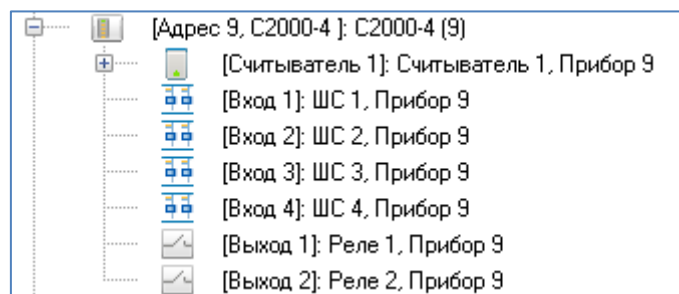 [Адрес 9, С2000-4 ]: С2000-4 (9)
[Считыватель 1]: Считыватель 1, Прибор 9
[Вход 1]: ШС 1, Прибор 9
[Вход 2]: ШС 2, Прибор 9
[Вход 3]: ШС 3, Прибор 9
[Вход 4]: ШС 4, Прибор 9
[Выход 1]: Реле 1, Прибор 9
[Выход 2]: Реле 2, Прибор 9